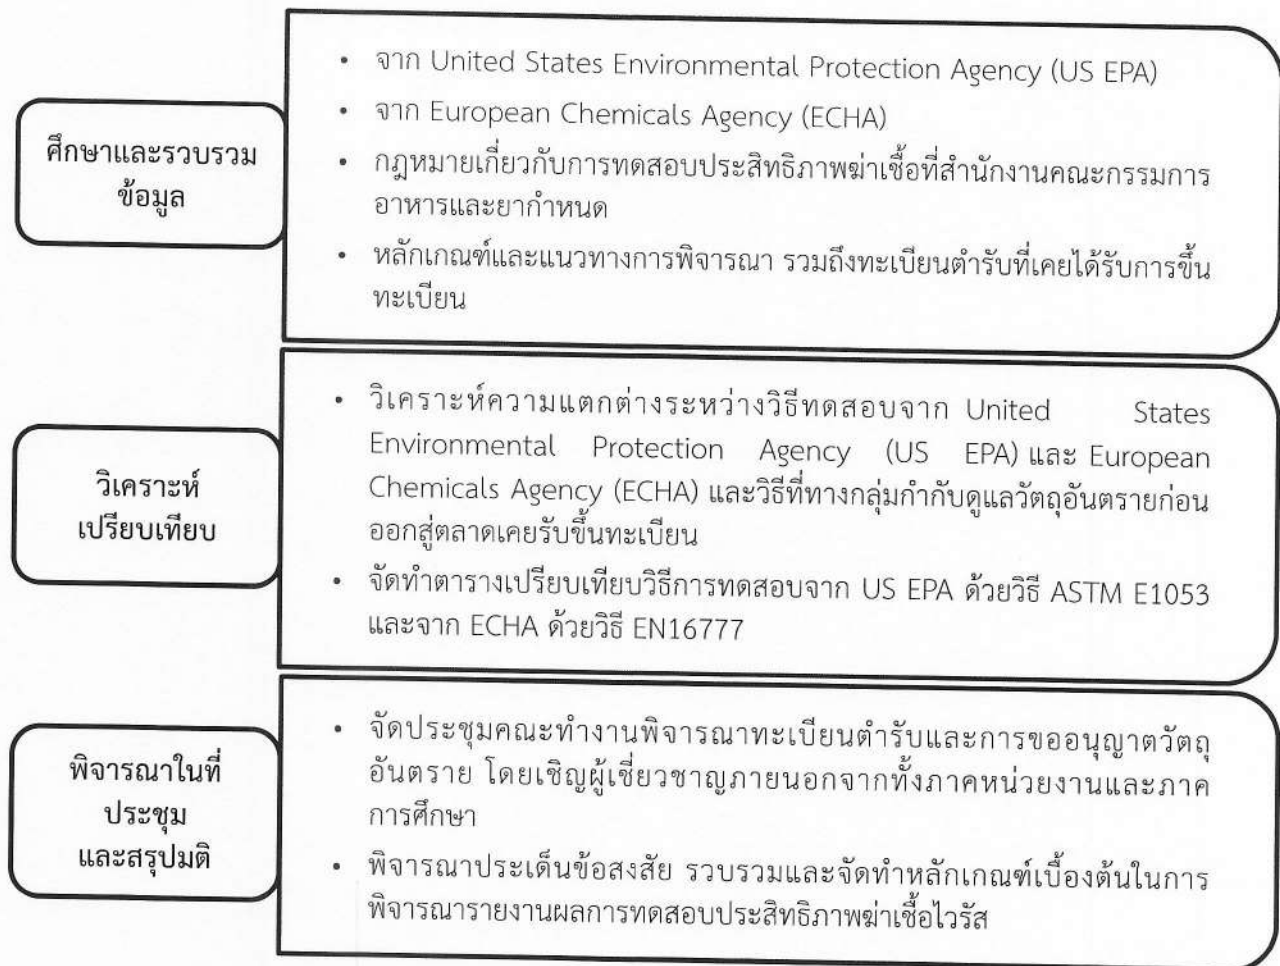 ศึกษาและรวบรวม
ข้อมูล
• จาก United States Environmental Protection Agency (US EPA)
• จาก European Chemicals Agency (ECHA)
• กฎหมายเกี่ยวกับการทดสอบประสิทธิภาพฆ่าเชื้อที่สำนักงานคณะกรรมการ
อาหารและยากำหนด
• หลักเกณฑ์และแนวทางการพิจารณา รวมถึงทะเบียนตำรับที่เคยได้รับการขึ้น
ทะเบียน
วิเคราะห์
เปรียบเทียบ
• วิเคราะห์ความแตกต่างระหว่างวิธีทดสอบจาก United States
Environmental Protection Agency (US EPA) และ European
Chemicals Agency (ECHA) และวิธีที่ทางกลุ่มกำกับดูแลวัตถุอันตรายก่อน
ออกสู่ตลาดเคยรับขึ้นทะเบียน
• จัดทำตารางเปรียบเทียบวิธีการทดสอบจาก US EPA ด้วยวิธี ASTM E1053
และจาก ECHA ด้วยวิธี EN16777
พิจารณาในที่
ประชุม
และสรุปมติ
• จัดประชุมคณะทำงานพิจารณาทะเบียนตำรับและการขออนุญาตวัตถุ
อันตราย โดยเชิญผู้เชี่ยวชาญภายนอกจากทั้งภาคหน่วยงานและภาค
การศึกษา
• พิจารณาประเด็นข้อสงสัย รวบรวมและจัดทำหลักเกณฑ์เบื้องต้นในการ
พิจารณารายงานผลการทดสอบประสิทธิภาพฆ่าเชื้อไวรัส